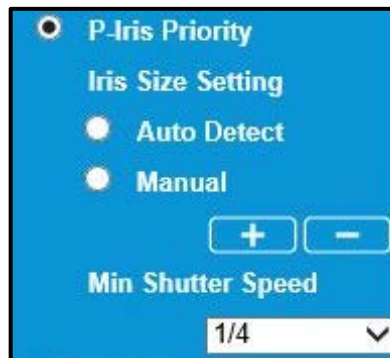 P-Iris Priority
Iris Size Setting
Auto Detect
Manual
+ −
Min Shutter Speed
1/4